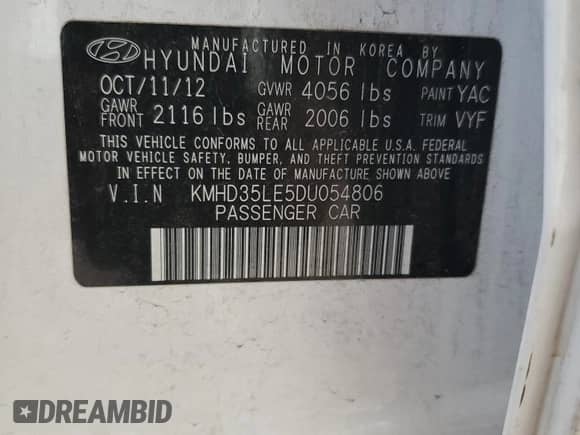 MANUFACTURED IN KOREA BY
HYUNDAI MOTOR COMPANY
OCT/11/12 GVWR 4056 lbs PAINT YAC
GAWR FRONT 2116 lbs GAWR REAR 2006 lbs TRIM VYF
THIS VEHICLE CONFORMS TO ALL APPLICABLE U.S.A. FEDERAL
MOTOR VEHICLE SAFETY, BUMPER, AND THEFT PREVENTION STANDARDS
IN EFFECT ON THE DATE OF MANUFACTURE SHOWN ABOVE.
V.I.N KMHD35LE5DU054806
PASSENGER CAR
DREAMBID